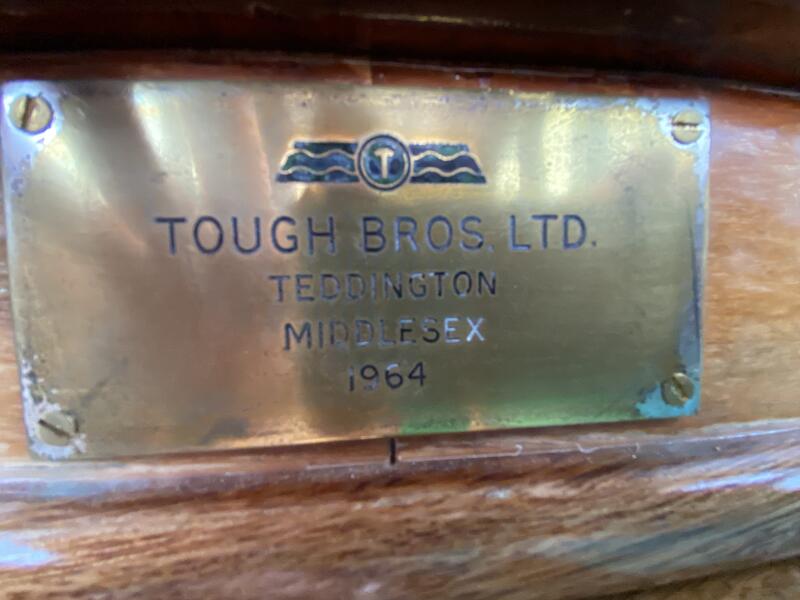 T
TOUGH BROS. LTD.
TEDDINGTON
MIDDLESEX
1964